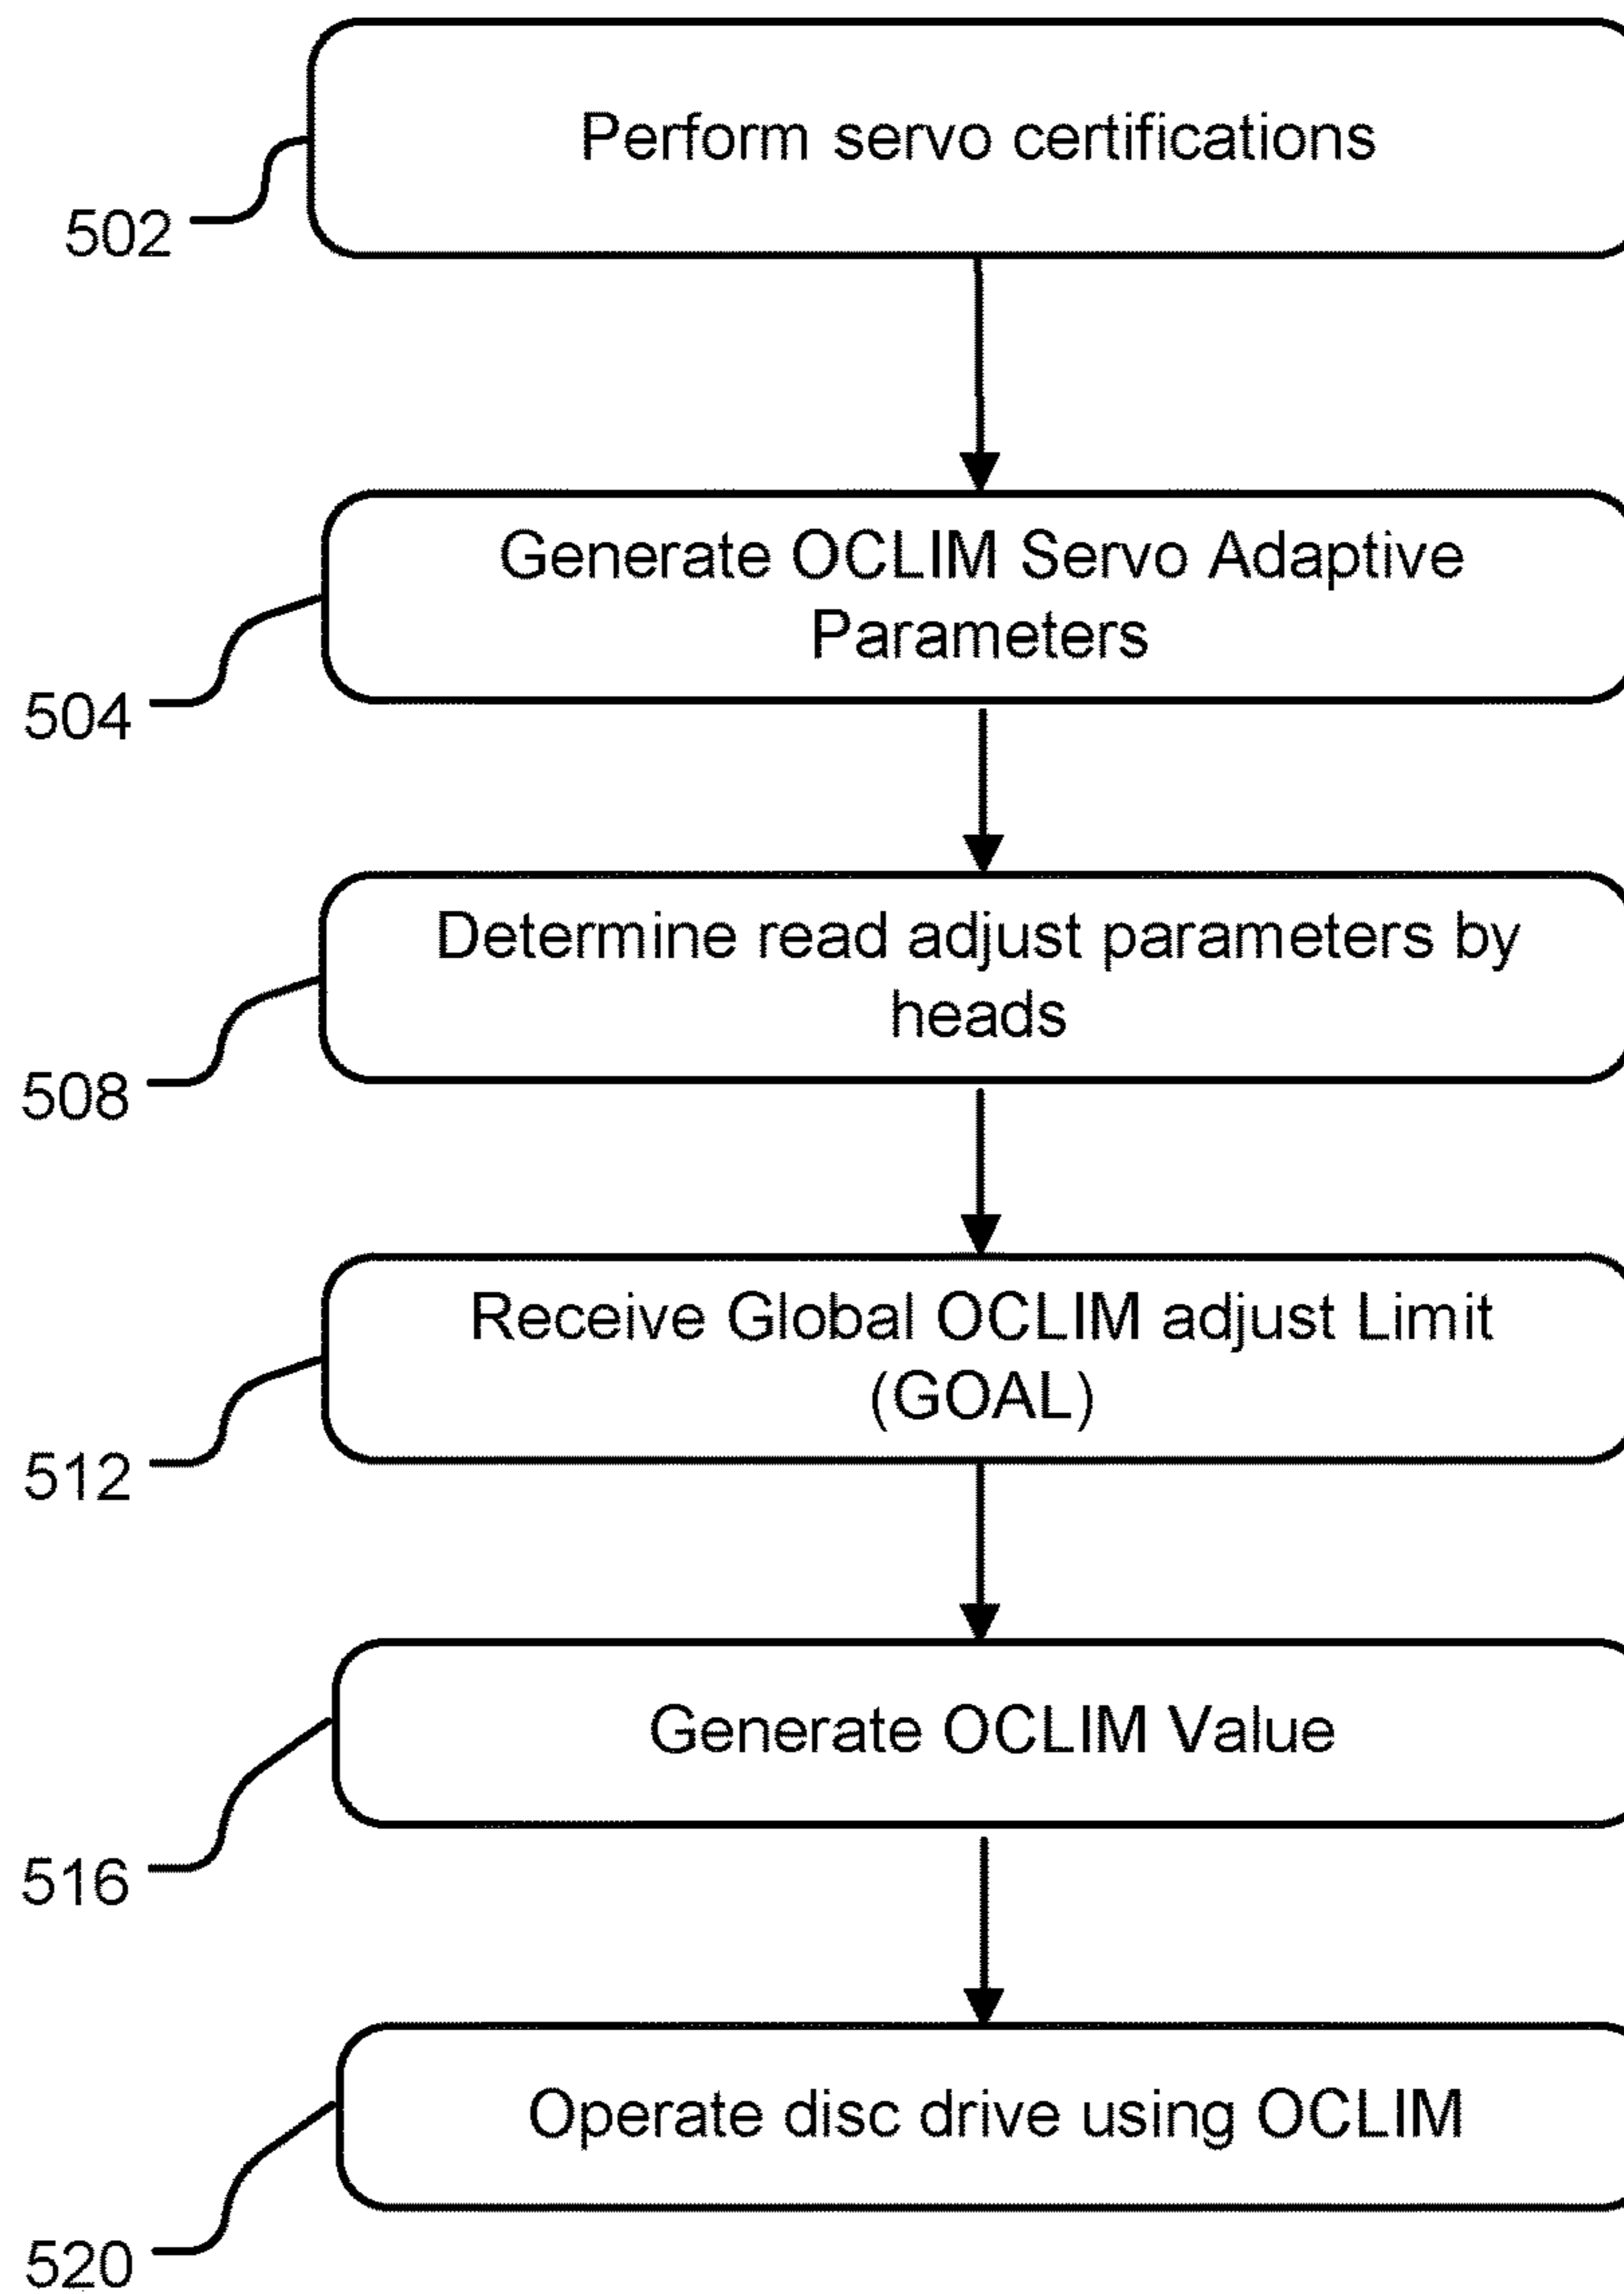 Perform servo certifications
502
Generate OCLIM Servo Adaptive
Parameters
504
Determine read adjust parameters by
heads
508
Receive Global OCLIM adjust Limit
(GOAL)
512
Generate OCLIM Value
516
Operate disc drive using OCLIM
520